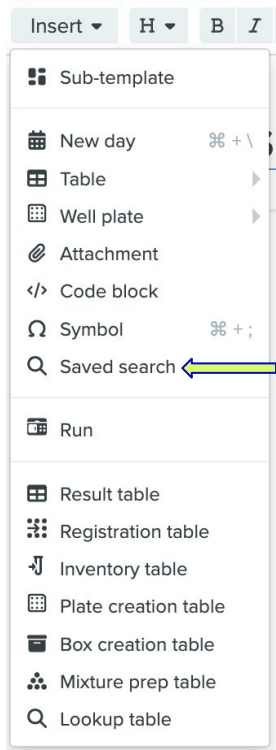 Insert H B I
Sub-template
New day ⌘ + \
Table
Well plate
Attachment
</> Code block
Ω Symbol ⌘ + ;
Saved search
Run
Result table
Registration table
Inventory table
Plate creation table
Box creation table
Mixture prep table
Lookup table